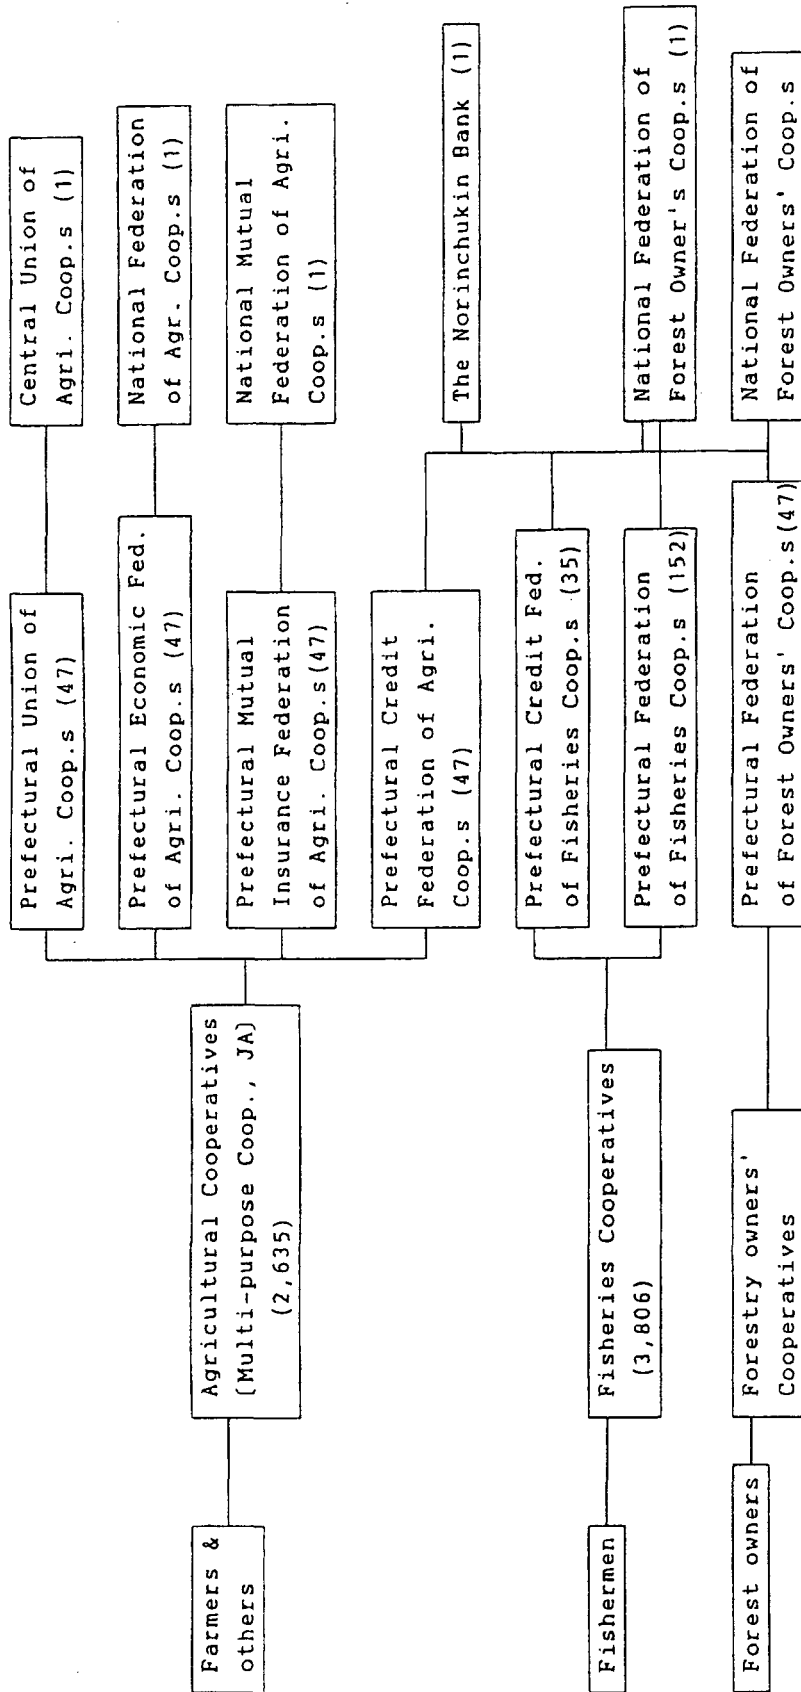 Farmers &
others
Agricultural Cooperatives
(Multi-purpose Coop., JA)
(2,635)
Prefectural Union of
Agri. Coop.s (47)
Central Union of
Agri. Coop.s (1)
Prefectural Economic Fed.
of Agri. Coop.s (47)
National Federation
of Agr. Coop.s (1)
Prefectural Mutual
Insurance Federation
of Agri. Coop.s(47)
National Mutual
Federation of Agri.
Coop.s (1)
Prefectural Credit
Federation of Agri.
Coop.s (47)
The Norinchukin Bank (1)
Fishermen
Fisheries Cooperatives
(3,806)
Prefectural Credit Fed.
of Fisheries Coop.s (35)
Prefectural Federation
of Fisheries Coop.s (152)
National Federation of
Forest Owner's Coop.s (1)
Forest owners
Forestry owners'
Cooperatives
Prefectural Federation
of Forest Owners' Coop.s(47)
National Federation of
Forest Owners' Coop.s